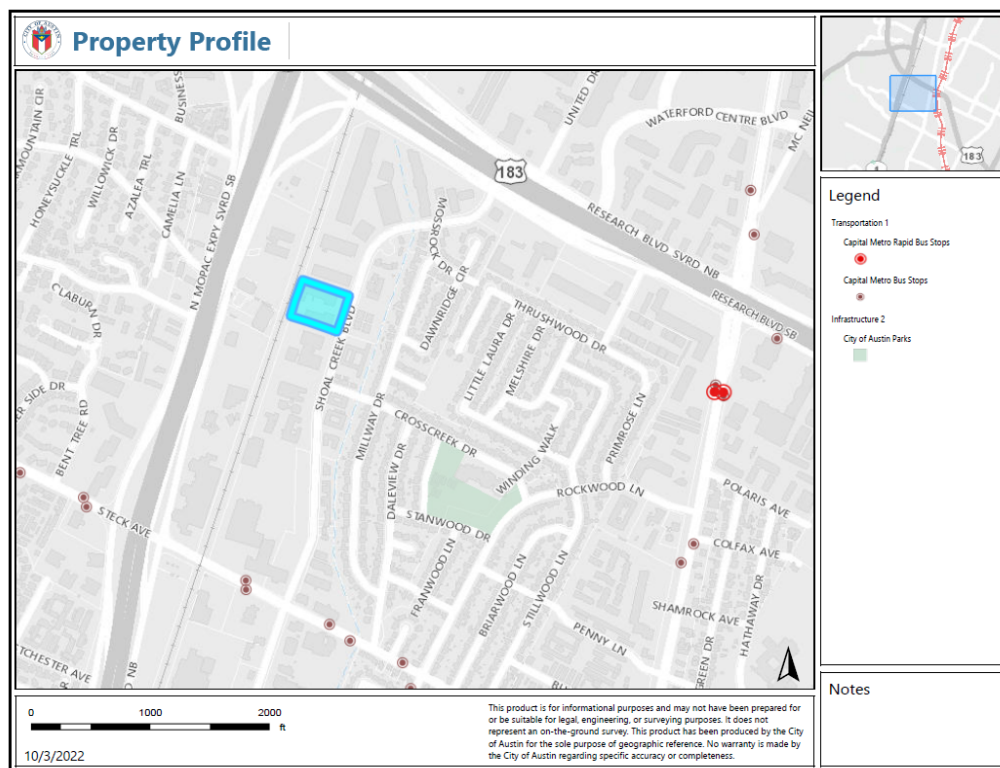 CITY OF AUSTIN
Property Profile
UNITED DR
WATERFORD CENTRE BLVD
MC NEIL
BUSINESS
HONEYSUCKLE TRL
WILLOWICK DR
AZALEA TRL
CAMELIA LN
N MOPAC EXPY SVRD SB
183
RESEARCH BLVD SVRD NB
RESEARCH BLVD SB
MOSSROCK DR
DAWNRIDGE CIR
CLABURN DR
SHOAL CREEK BLVD
THRUSHWOOD DR
LITTLE LAURA DR
MELSHIRE DR
BENT TREE RD
MILLWAY DR
CROSSCREEK DR
PRIMROSE LN
WINDING WALK
DALEVIEW DR
ROCKWOOD LN
POLARIS AVE
STECK AVE
STANWOOD DR
COLFAX AVE
FRANWOOD LN
BRIARWOOD LN
STILLWOOD LN
SHAMROCK AVE
HATHAWAY DR
PENNY LN
GREEN DR
NB
183
Legend
Transportation 1
Capital Metro Rapid Bus Stops
Capital Metro Bus Stops
Infrastructure 2
City of Austin Parks
Notes
0 1000 2000
ft
10/3/2022
This product is for informational purposes and may not have been prepared for
or be suitable for legal, engineering, or surveying purposes. It does not
represent an on-the-ground survey. This product has been produced by the City
of Austin for the sole purpose of geographic reference. No warranty is made by
the City of Austin regarding specific accuracy or completeness.